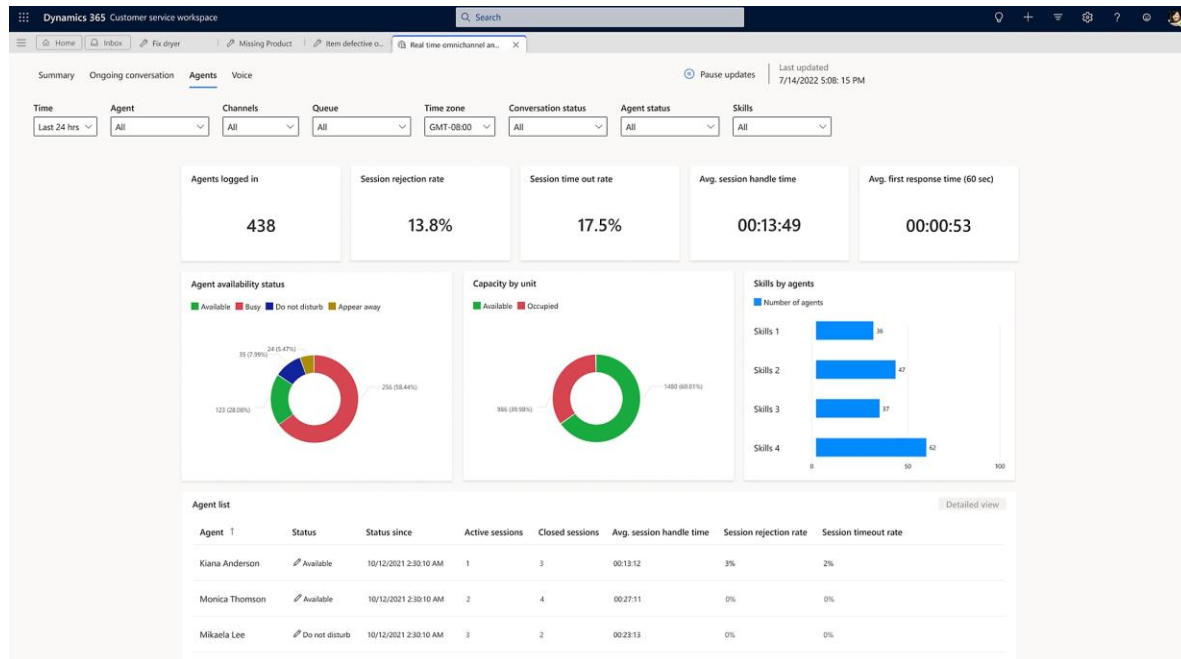 Dynamics 365 Customer service workspace
Search
Home
Inbox
Fix dryer
Missing Product
Item defective o...
Real time omnichannel an...
Summary Ongoing conversation Agents Voice
Pause updates
Last updated
7/14/2022 5:08: 15 PM
Time Agent Channels Queue Time zone Conversation status Agent status Skills
Last 24 hrs All All All GMT-08:00 All All All
Agents logged in
438
Session rejection rate
13.8%
Session time out rate
17.5%
Avg. session handle time
00:13:49
Avg. first response time (60 sec)
00:00:53
Agent availability status
Available Busy Do not disturb Appear away
24 (5.47%)
35 (7.99%)
256 (58.44%)
123 (28.08%)
Capacity by unit
Available Occupied
1480 (60.01%)
986 (39.98%)
Skills by agents
Number of agents
Skills 1 36
Skills 2 47
Skills 3 37
Skills 4 62
0 50 100
Agent list
Detailed view
Agent Status Status since Active sessions Closed sessions Avg. session handle time Session rejection rate Session timeout rate
Kiana Anderson Available 10/12/2021 2:30:10 AM 1 3 00:13:12 3% 2%
Monica Thomson Available 10/12/2021 2:30:10 AM 2 4 00:27:11 0% 0%
Mikaela Lee Do not disturb 10/12/2021 2:30:10 AM 3 2 00:23:13 0% 0%